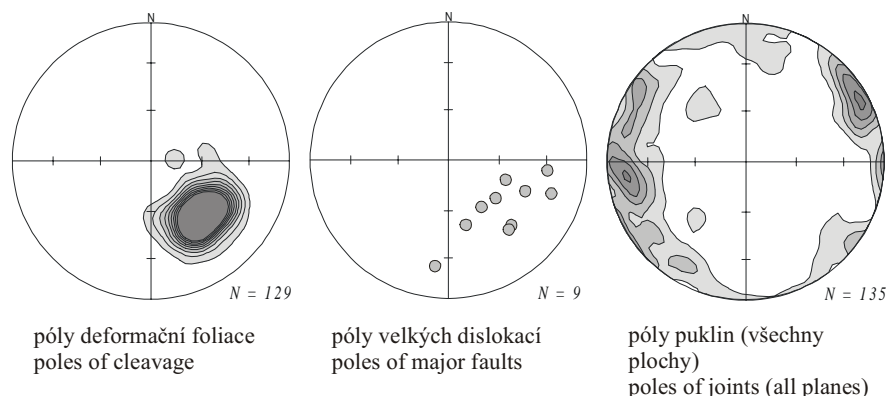 N
N
N
N = 129
N = 9
N = 135
póly deformační foliace
poles of cleavage
póly velkých dislokací
poles of major faults
póly puklin (všechny
plochy)
poles of joints (all planes)